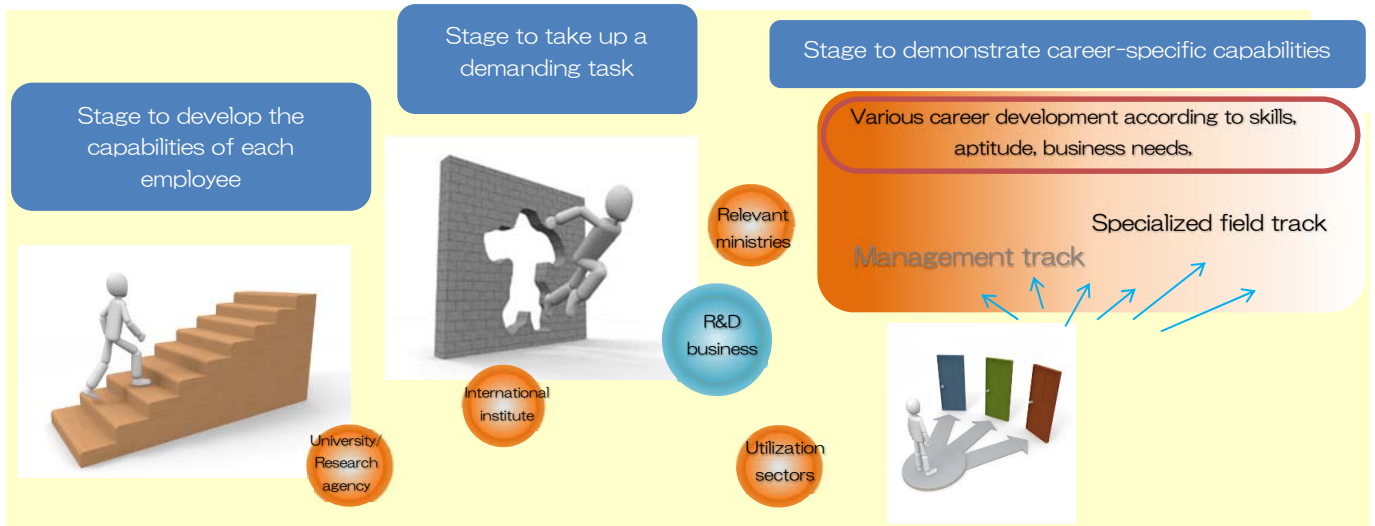 Stage to develop the
capabilities of each
employee
Stage to take up a
demanding task
Stage to demonstrate career-specific capabilities
Various career development according to skills,
aptitude, business needs,
Specialized field track
Management track
Relevant
ministries
R&D
business
International
institute
University/
Research
agency
Utilization
sectors